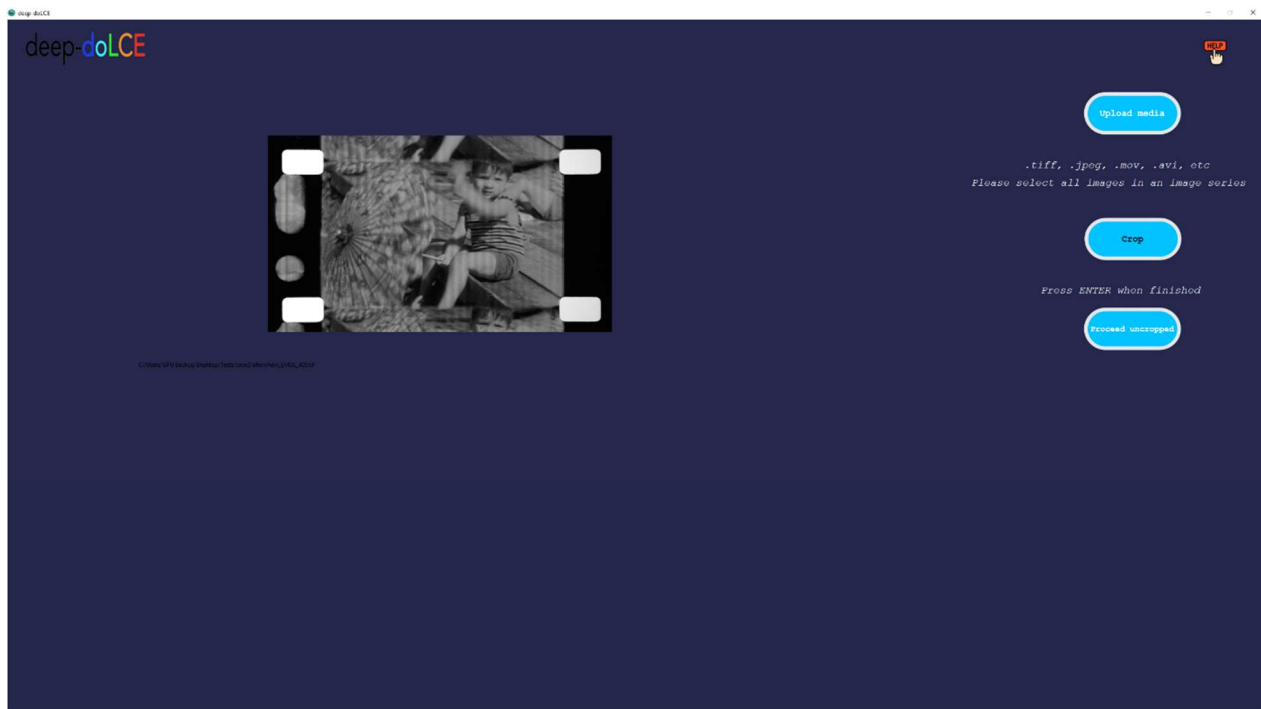 deep-doLCE
deep-doLCE
HELP
Upload media
.tiff, .jpeg, .mov, .avi, etc
Please select all images in an image series
Crop
Press ENTER when finished
Proceed uncropped